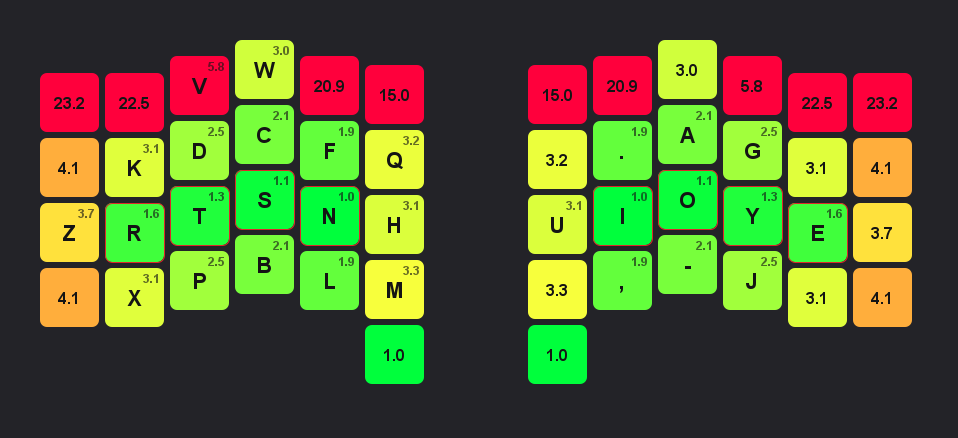 23.2 22.5 V 5.8 W 3.0 20.9 15.0 15.0 20.9 3.0 5.8 22.5 23.2
4.1 K 3.1 D 2.5 C 2.1 F 1.9 Q 3.2 3.2 . 1.9 A 2.1 G 2.5 3.1 4.1
Z 3.7 R 1.6 T 1.3 S 1.1 N 1.0 H 3.1 U 3.1 I 1.0 O 1.1 Y 1.3 E 1.6 3.7
4.1 X 3.1 P 2.5 B 2.1 L 1.9 M 3.3 3.3 , 1.9 - 2.1 J 2.5 3.1 4.1
1.0 1.0